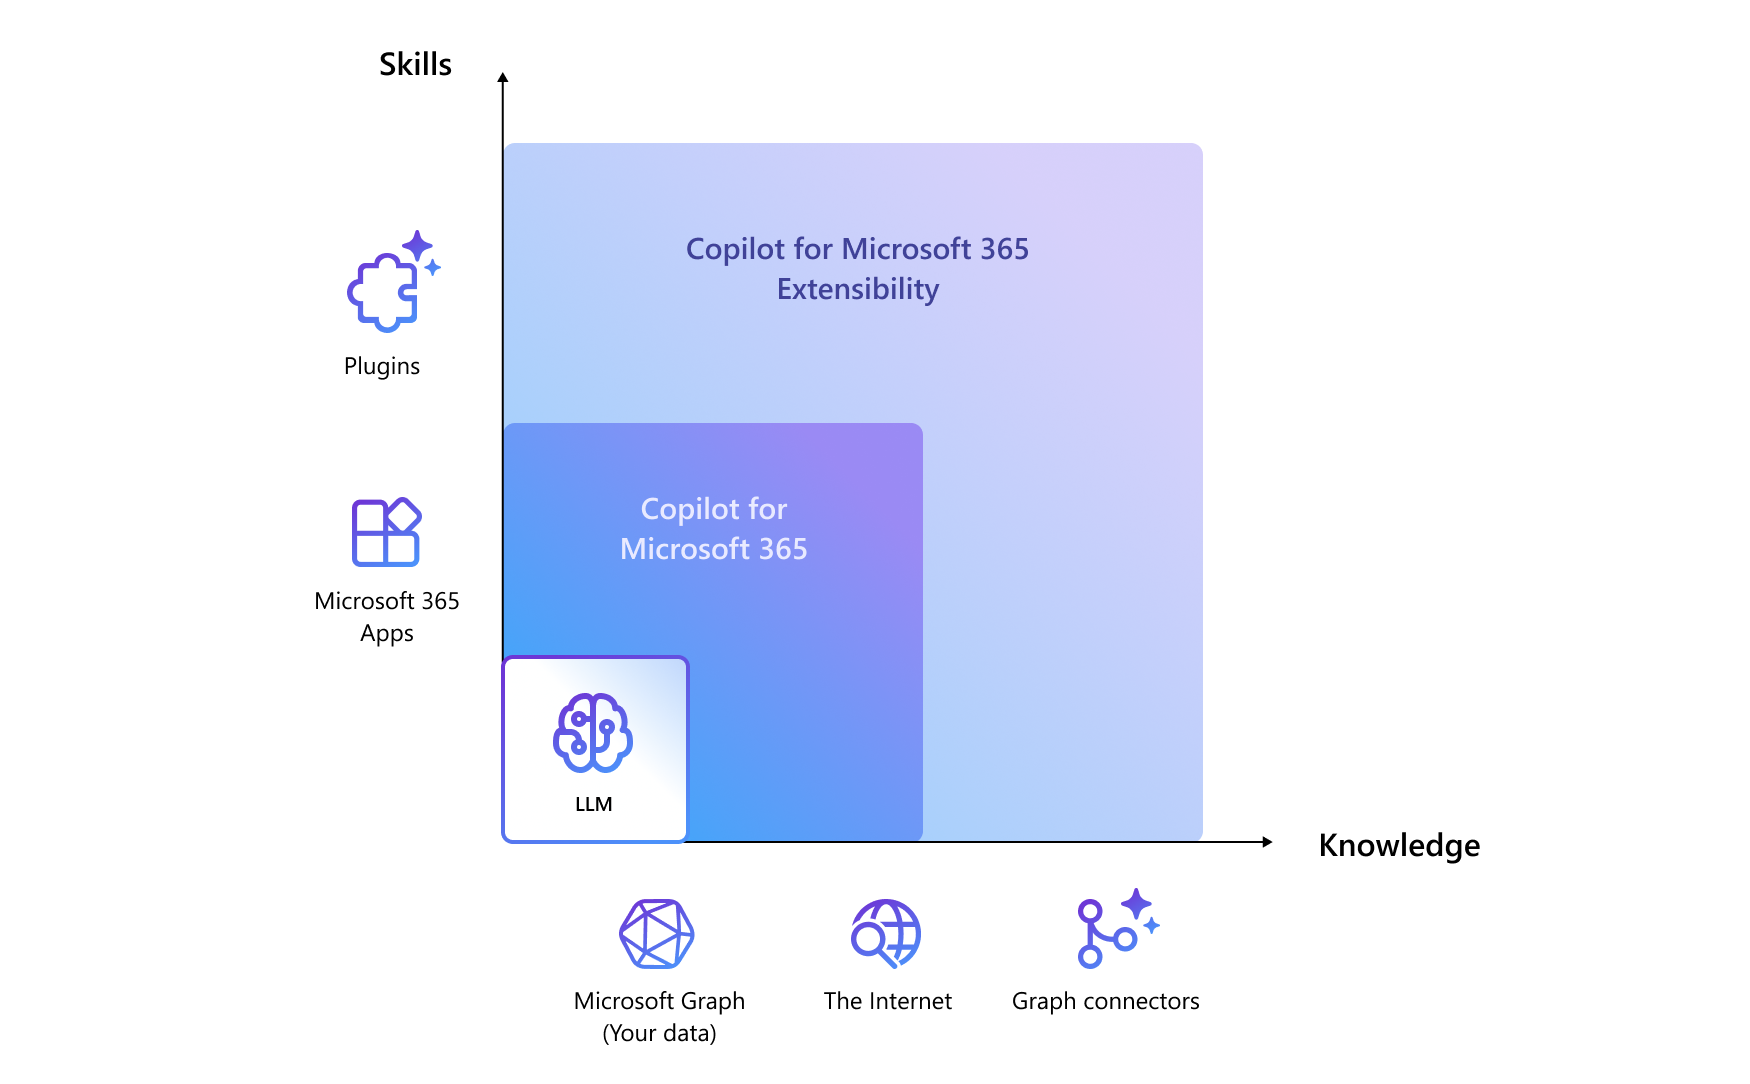 Skills
Copilot for Microsoft 365
Extensibility
Plugins
Copilot for
Microsoft 365
Microsoft 365
Apps
LLM
Knowledge
Microsoft Graph
(Your data)
The Internet
Graph connectors